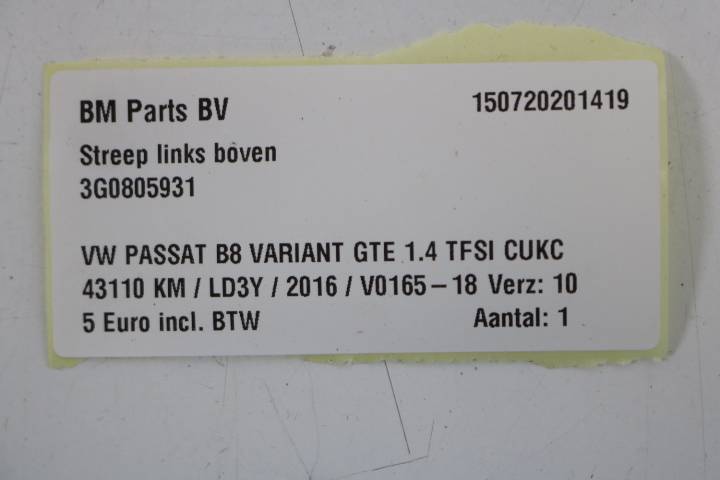 BM Parts BV 150720201419
Streep links boven
3G0805931
VW PASSAT B8 VARIANT GTE 1.4 TFSI CUKC
43110 KM / LD3Y / 2016 / V0165-18 Verz: 10
5 Euro incl. BTW Aantal: 1